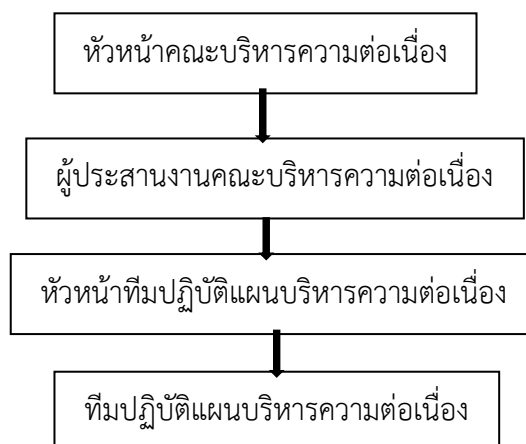 หัวหน้าคณะบริหารความต่อเนื่อง
ผู้ประสานงานคณะบริหารความต่อเนื่อง
หัวหน้าทีมปฏิบัติแผนบริหารความต่อเนื่อง
ทีมปฏิบัติแผนบริหารความต่อเนื่อง